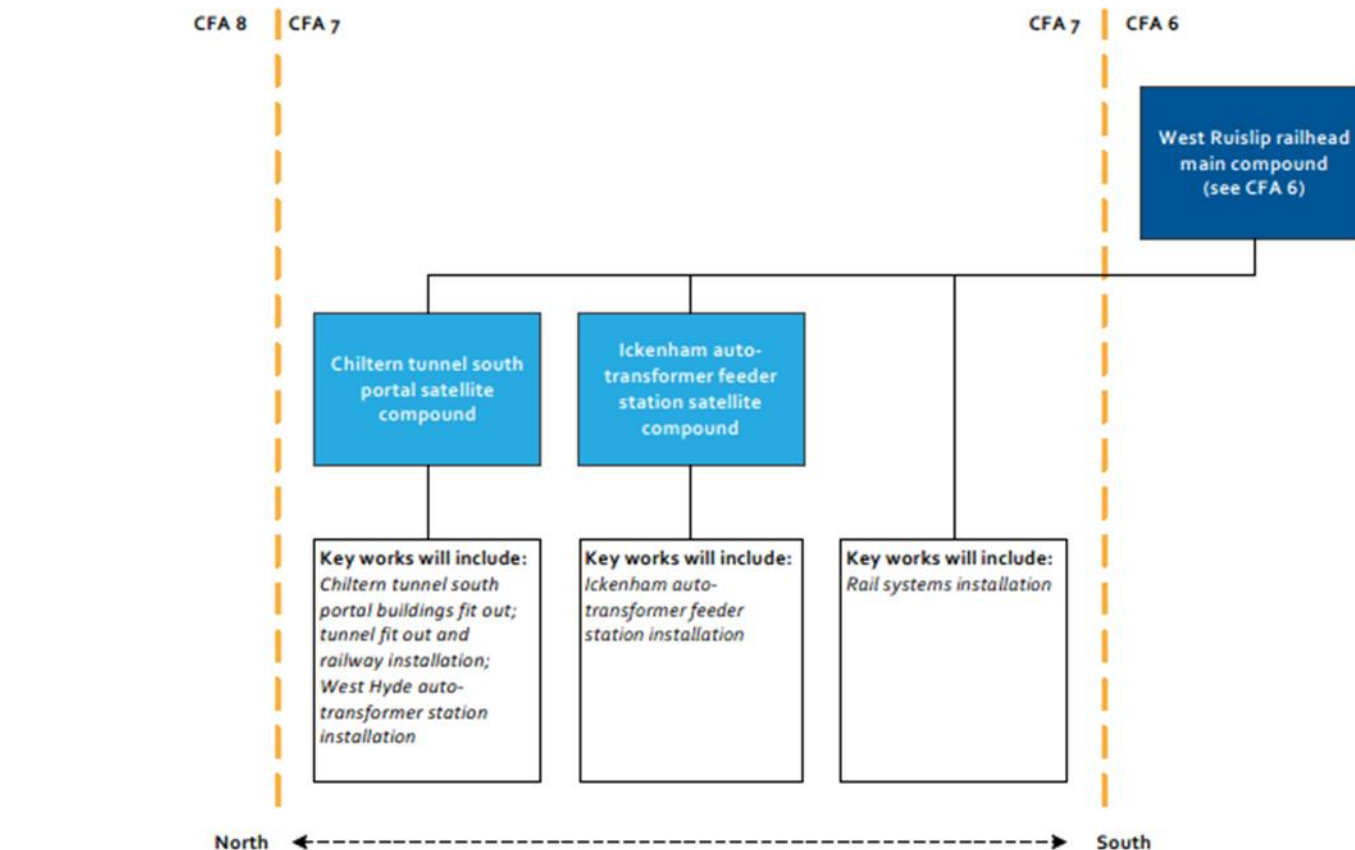 CFA 8
CFA 7
CFA 7
CFA 6
West Ruislip railhead
main compound
(see CFA 6)
Chiltern tunnel south
portal satellite
compound
Ickenham auto-
transformer feeder
station satellite
compound
Key works will include:
Chiltern tunnel south
portal buildings fit out;
tunnel fit out and
railway installation;
West Hyde auto-
transformer station
installation
Key works will include:
Ickenham auto-
transformer feeder
station installation
Key works will include:
Rail systems installation
North
South